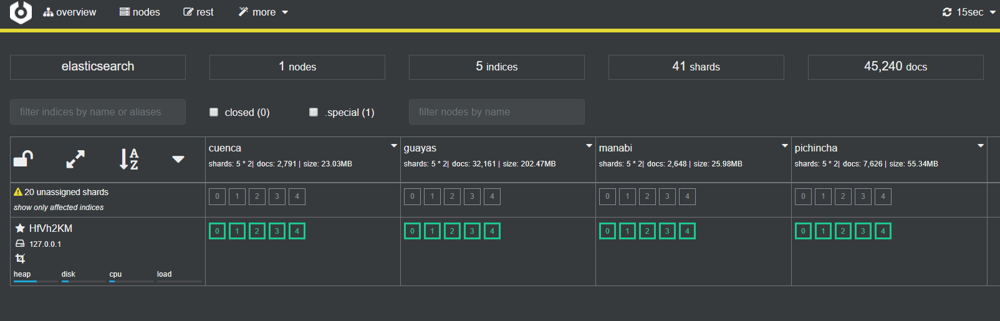 overview nodes rest more 15sec
elasticsearch 1 nodes 5 indices 41 shards 45,240 docs
filter indices by name or aliases closed (0) .special (1) filter nodes by name
A
Z
cuenca guayas manabi pichincha
shards: 5 * 2| docs: 2,791 | size: 23.03MB shards: 5 * 2| docs: 32,161 | size: 202.47MB shards: 5 * 2| docs: 2,648 | size: 25.98MB shards: 5 * 2| docs: 7,626 | size: 55.34MB
20 unassigned shards 0 1 2 3 4 0 1 2 3 4 0 1 2 3 4 0 1 2 3 4
show only affected indices
HfVh2KM 0 1 2 3 4 0 1 2 3 4 0 1 2 3 4 0 1 2 3 4
127.0.0.1
heap disk cpu load